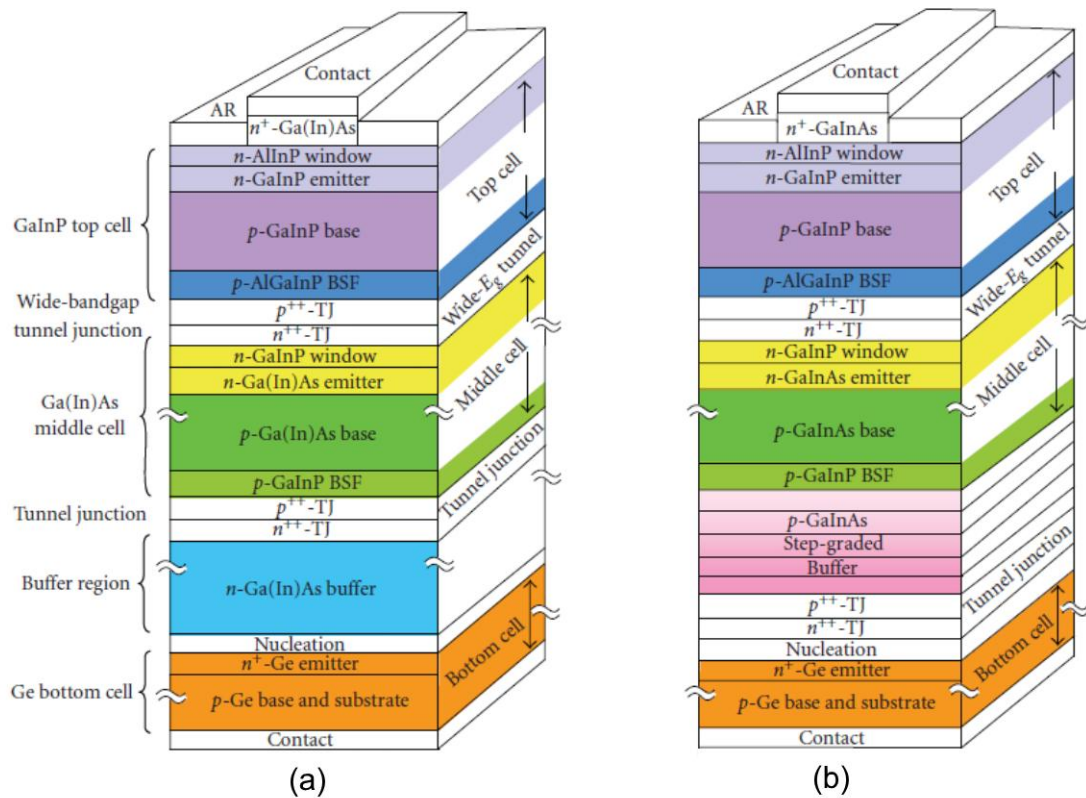 Contact
AR
n⁺-Ga(In)As
n-AlInP window
n-GaInP emitter
GaInP top cell
p-GaInP base
p-AlGaInP BSF
Top cell
Wide-bandgap
tunnel junction
p⁺⁺-TJ
n⁺⁺-TJ
Wide-Eg tunnel
n-GaInP window
n-Ga(In)As emitter
Ga(In)As
middle cell
p-Ga(In)As base
p-GaInP BSF
Middle cell
Tunnel junction
p⁺⁺-TJ
n⁺⁺-TJ
Tunnel junction
Buffer region
n-Ga(In)As buffer
Nucleation
n⁺-Ge emitter
Ge bottom cell
p-Ge base and substrate
Bottom cell
Contact
(a)
Contact
AR
n⁺-GaInAs
n-AlInP window
n-GaInP emitter
p-GaInP base
p-AlGaInP BSF
Top cell
p⁺⁺-TJ
n⁺⁺-TJ
Wide-Eg tunnel
n-GaInP window
n-GaInAs emitter
p-GaInAs base
p-GaInP BSF
Middle cell
p-GaInAs
Step-graded
Buffer
p⁺⁺-TJ
n⁺⁺-TJ
Tunnel junction
Nucleation
n⁺-Ge emitter
p-Ge base and substrate
Bottom cell
Contact
(b)